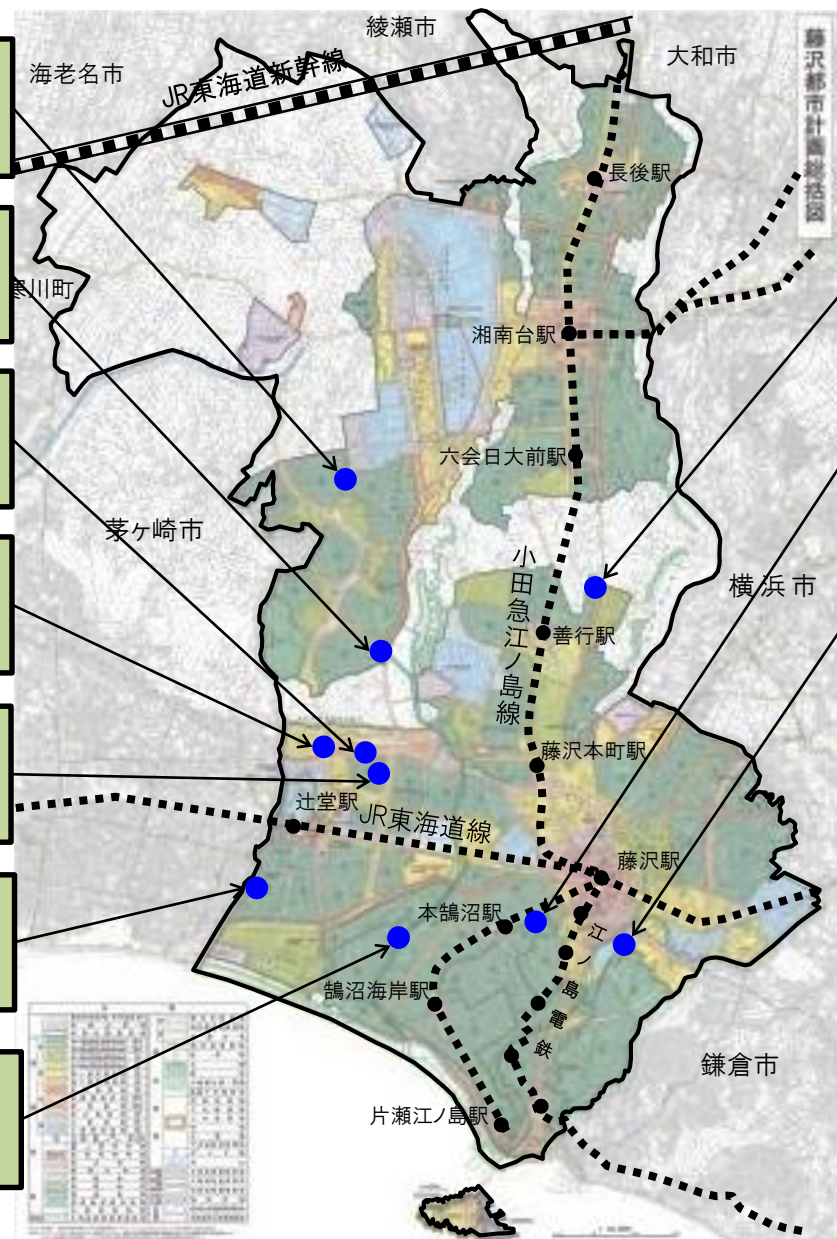 綾瀬市
大和市
海老名市
JR東海道新幹線
藤沢都市計画総括図
長後駅
寒川町
湘南台駅
六会日大前駅
茅ヶ崎市
小田急江ノ島線
横浜市
善行駅
藤沢本町駅
辻堂駅
JR東海道線
藤沢駅
本鵠沼駅
江ノ島電鉄
鵠沼海岸駅
鎌倉市
片瀬江ノ島駅